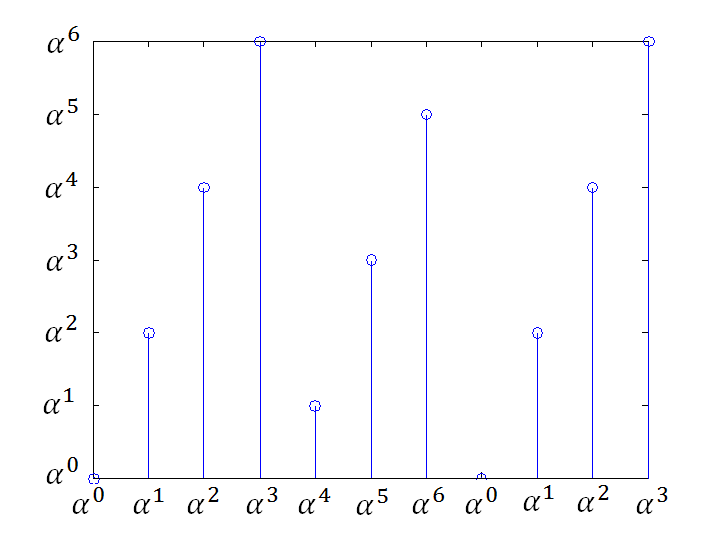 α⁶
α⁵
α⁴
α³
α²
α¹
α⁰
α⁰ α¹ α² α³ α⁴ α⁵ α⁶ α⁰ α¹ α² α³